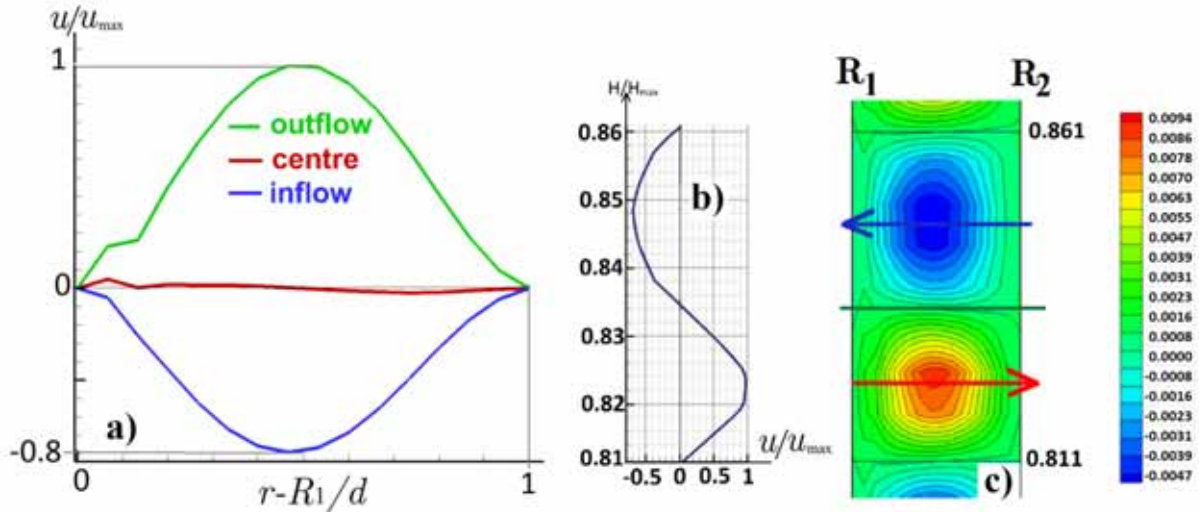 u/u_max
1
outflow
centre
inflow
0
a)
-0.8
0
r-R1/d
1
H/H_max
0.86
0.85
0.84
0.83
0.82
0.81
b)
-0.5 0 0.5 1
u/u_max
R1
R2
0.861
0.811
c)
0.0094
0.0086
0.0078
0.0070
0.0063
0.0055
0.0047
0.0039
0.0031
0.0023
0.0016
0.0008
0.0000
-0.0008
-0.0016
-0.0023
-0.0031
-0.0039
-0.0047